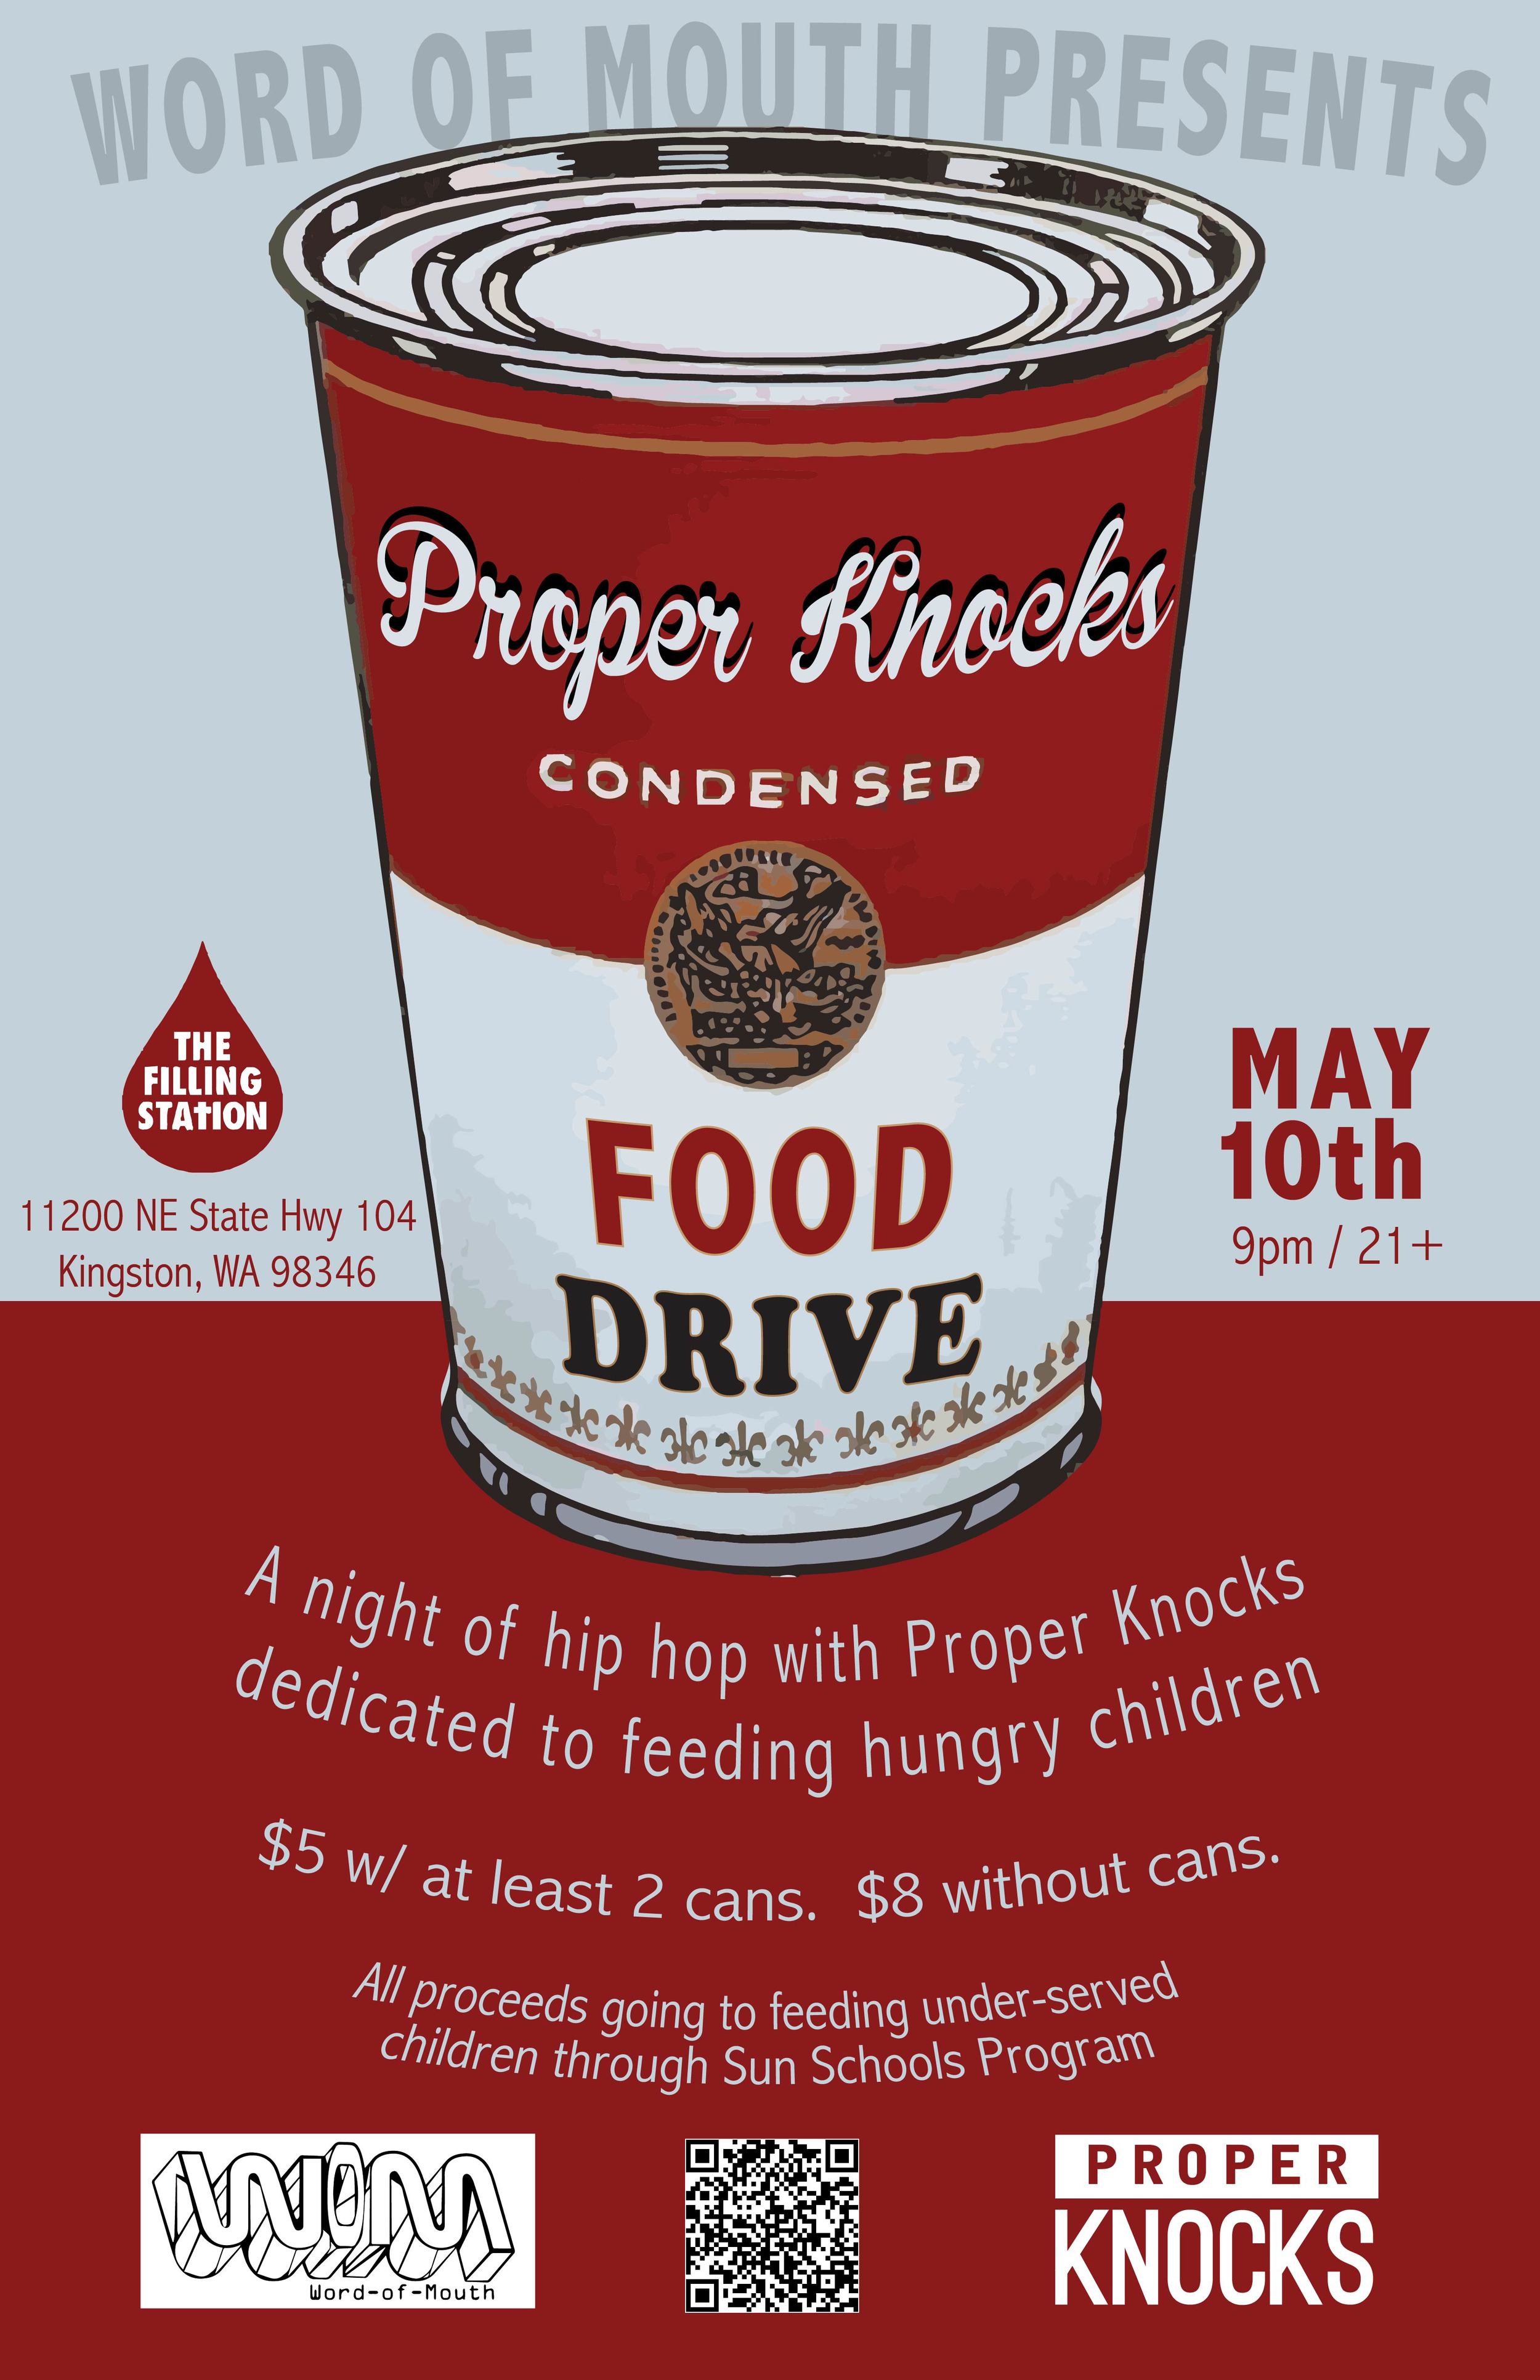 WORD OF MOUTH PRESENTS
Proper Knocks
CONDENSED
FOOD
DRIVE
THE
FILLING
STATION
11200 NE State Hwy 104
Kingston, WA 98346
MAY
10th
9pm / 21+
A night of hip hop with Proper Knocks
dedicated to feeding hungry children
$5 w/ at least 2 cans. $8 without cans.
All proceeds going to feeding under-served
children through Sun Schools Program
WOM
Word-of-Mouth
PROPER
KNOCKS